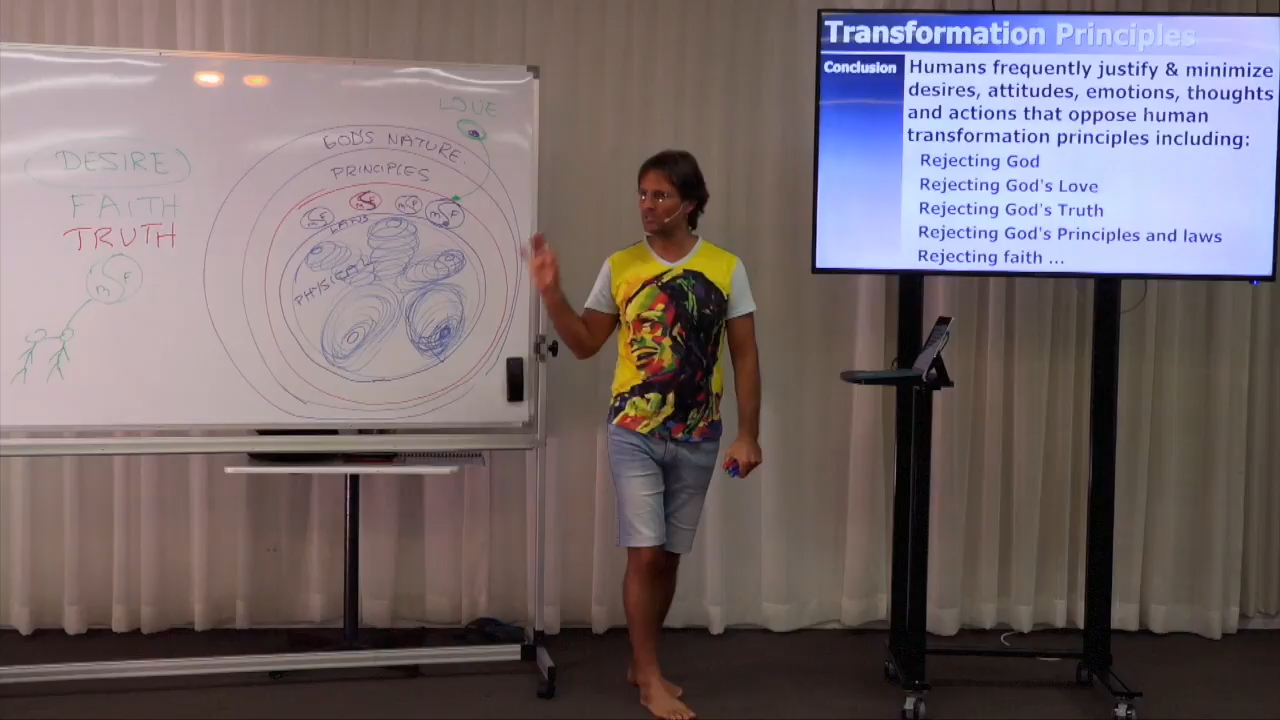 LOVE
GOD'S NATURE
PRINCIPLES
DESIRE
FAITH
TRUTH
m F
m F
m F
m F
m F
PHYSICAL
Transformation Principles
Conclusion
Humans frequently justify & minimize
desires, attitudes, emotions, thoughts
and actions that oppose human
transformation principles including:
Rejecting God
Rejecting God's Love
Rejecting God's Truth
Rejecting God's Principles and laws
Rejecting faith ...